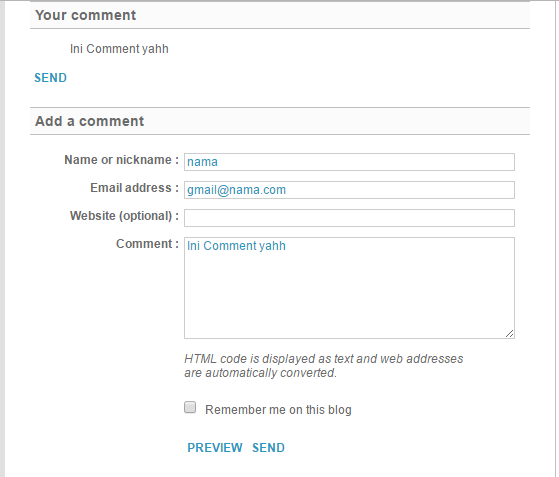 Your comment
Ini Comment yahh
SEND
Add a comment
Name or nickname : nama
Email address : gmail@nama.com
Website (optional) :
Comment : Ini Comment yahh
HTML code is displayed as text and web addresses
are automatically converted.
Remember me on this blog
PREVIEW SEND